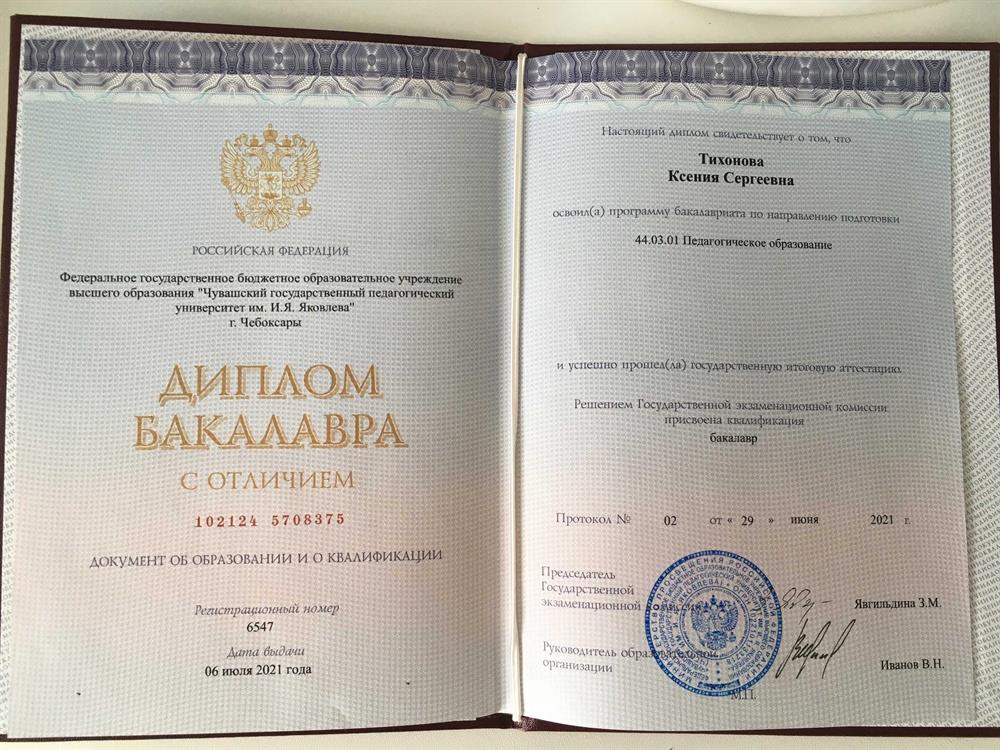 РОССИЙСКАЯ ФЕДЕРАЦИЯ
Федеральное государственное бюджетное образовательное учреждение
высшего образования "Чувашский государственный педагогический
университет им. И.Я. Яковлева"
г. Чебоксары
ДИПЛОМ
БАКАЛАВРА
С ОТЛИЧИЕМ
102124 5708375
ДОКУМЕНТ ОБ ОБРАЗОВАНИИ И О КВАЛИФИКАЦИИ
Регистрационный номер
6547
Дата выдачи
06 июля 2021 года
Настоящий диплом свидетельствует о том, что
Тихонова
Ксения Сергеевна
освоил(а) программу бакалавриата по направлению подготовки
44.03.01 Педагогическое образование
и успешно прошел(ла) государственную итоговую аттестацию.
Решением Государственной экзаменационной комиссии
присвоена квалификация
бакалавр
Протокол № 02 от « 29 » июня 2021 г.
Председатель
Государственной
экзаменационной комиссии Явгильдина З.М.
Руководитель образовательной
организации Иванов В.Н.
М.П.